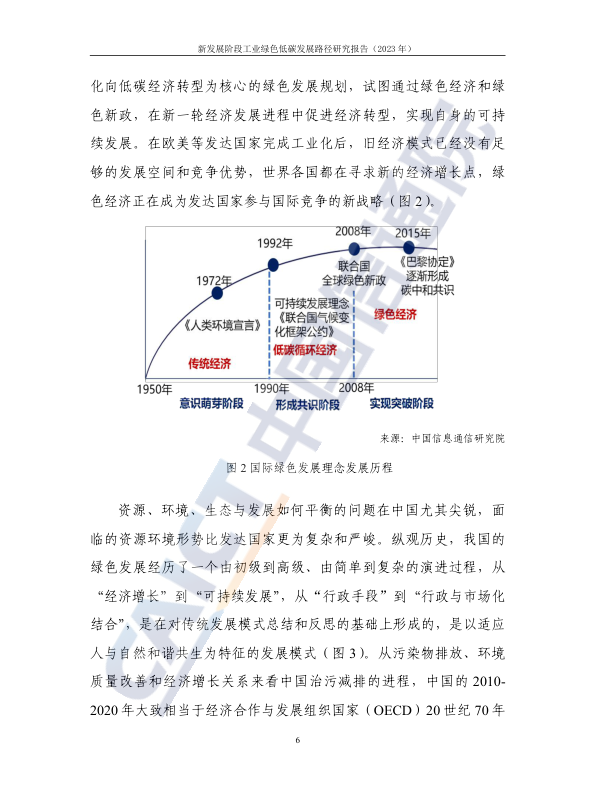 新发展阶段工业绿色低碳发展路径研究报告（2023 年）
化向低碳经济转型为核心的绿色发展规划，试图通过绿色经济和绿
色新政，在新一轮经济发展进程中促进经济转型，实现自身的可持
续发展。在欧美等发达国家完成工业化后，旧经济模式已经没有足
够的发展空间和竞争优势，世界各国都在寻求新的经济增长点，绿
色经济正在成为发达国家参与国际竞争的新战略（图 2）。
2008年
2015年
1992年
《巴黎协定》
逐渐形成
碳中和共识
联合国
全球绿色新政
1972年
可持续发展理念
《联合国气候变
化框架公约》
绿色经济
《人类环境宣言》
低碳循环经济
传统经济
1950年
1990年
2008年
意识萌芽阶段
形成共识阶段
实现突破阶段
来源：中国信息通信研究院
图 2 国际绿色发展理念发展历程
资源、环境、生态与发展如何平衡的问题在中国尤其尖锐，面
临的资源环境形势比发达国家更为复杂和严峻。纵观历史，我国的
绿色发展经历了一个由初级到高级、由简单到复杂的演进过程，从
“经济增长”到“可持续发展”，从“行政手段”到“行政与市场化
结合”，是在对传统发展模式总结和反思的基础上形成的，是以适应
人与自然和谐共生为特征的发展模式（图 3）。从污染物排放、环境
质量改善和经济增长关系来看中国治污减排的进程，中国的 2010-
2020 年大致相当于经济合作与发展组织国家（OECD）20 世纪 70 年
6
CAICT 中国信通院